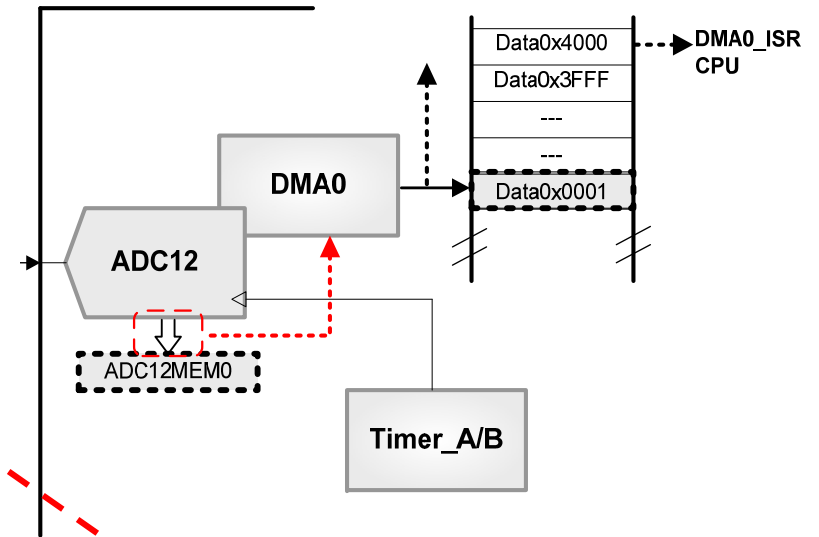 Data0x4000
DMA0_ISR
CPU
Data0x3FFF
---
---
DMA0
Data0x0001
ADC12
ADC12MEM0
Timer_A/B